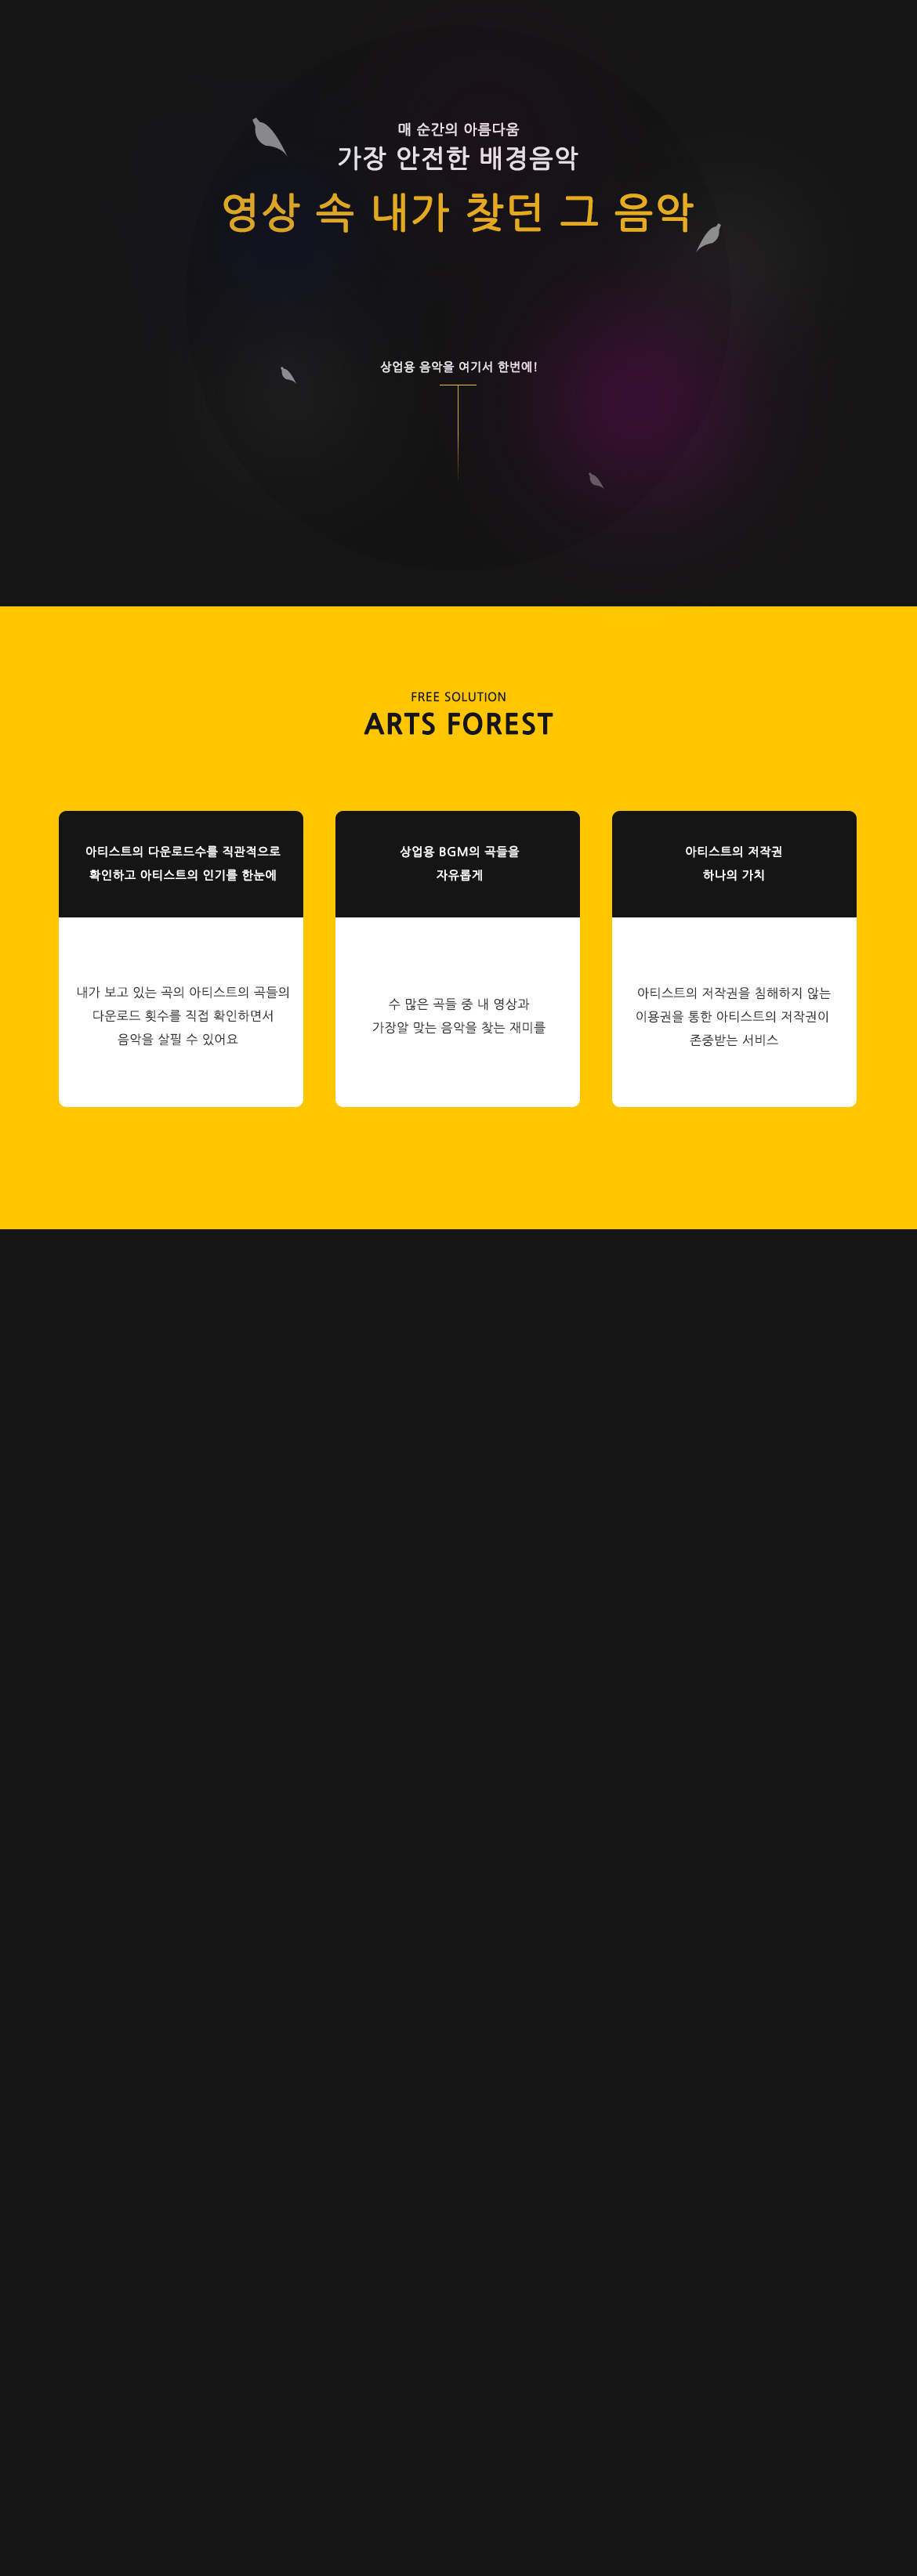 매 순간의 아름다움
가장 안전한 배경음악
영상 속 내가 찾던 그 음악
상업용 음악을 여기서 한번에!
FREE SOLUTION
ARTS FOREST
아티스트의 다운로드수를 직관적으로
확인하고 아티스트의 인기를 한눈에
내가 보고 있는 곡의 아티스트의 곡들의
다운로드 횟수를 직접 확인하면서
음악을 살필 수 있어요
상업용 BGM의 곡들을
자유롭게
수 많은 곡들 중 내 영상과
가장알 맞는 음악을 찾는 재미를
아티스트의 저작권
하나의 가치
아티스트의 저작권을 침해하지 않는
이용권을 통한 아티스트의 저작권이
존중받는 서비스